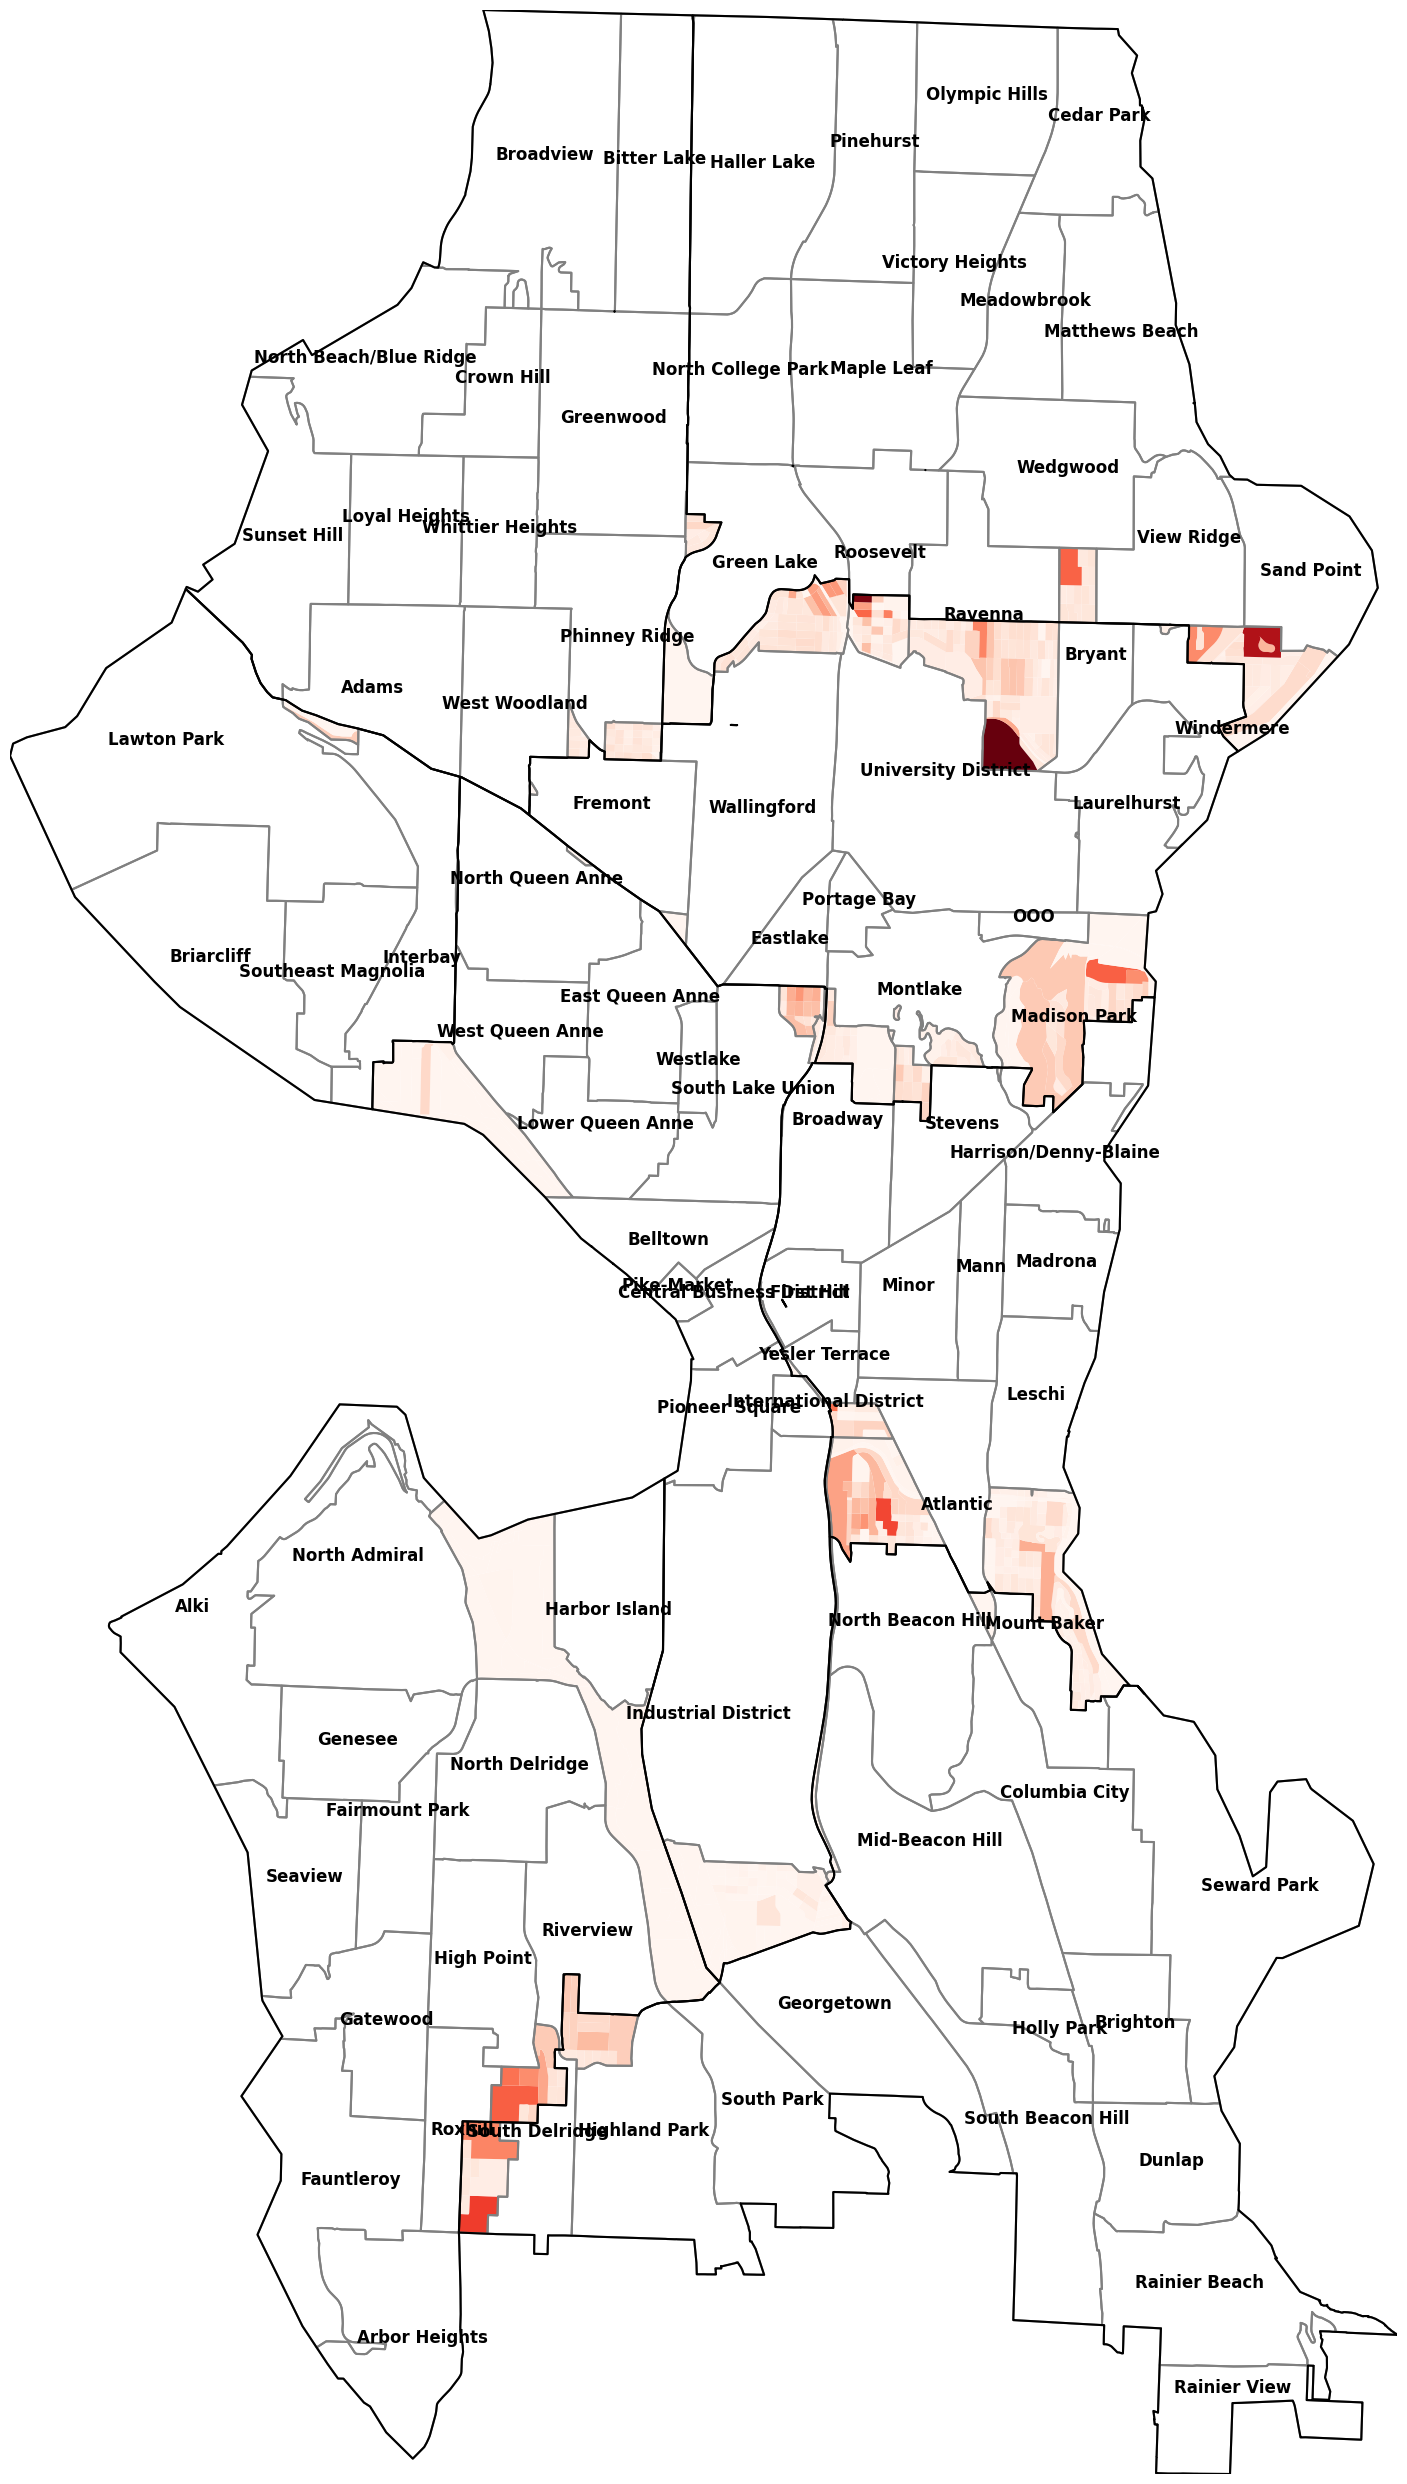 Olympic Hills
Cedar Park
Pinehurst
Broadview
Bitter Lake
Haller Lake
Victory Heights
Meadowbrook
Matthews Beach
North Beach/Blue Ridge
Crown Hill
North College Park
Maple Leaf
Greenwood
Wedgwood
Loyal Heights
Whittier Heights
Sunset Hill
View Ridge
Roosevelt
Green Lake
Sand Point
Ravenna
Phinney Ridge
Bryant
Adams
West Woodland
Windermere
Lawton Park
University District
Fremont
Wallingford
Laurelhurst
North Queen Anne
Portage Bay
OOO
Eastlake
Briarcliff
Interbay
Southeast Magnolia
Montlake
East Queen Anne
Madison Park
West Queen Anne
Westlake
South Lake Union
Lower Queen Anne
Broadway
Stevens
Harrison/Denny-Blaine
Belltown
Madrona
Mann
Pike-Market
Minor
Central Business District
First Hill
Yesler Terrace
Leschi
International District
Pioneer Square
Atlantic
North Admiral
Alki
Harbor Island
North Beacon Hill
Mount Baker
Industrial District
Genesee
North Delridge
Columbia City
Fairmount Park
Mid-Beacon Hill
Seaview
Seward Park
Riverview
High Point
Georgetown
Gatewood
Holly Park
Brighton
South Park
South Beacon Hill
Roxhill
South Delridge
Highland Park
Dunlap
Fauntleroy
Rainier Beach
Arbor Heights
Rainier View